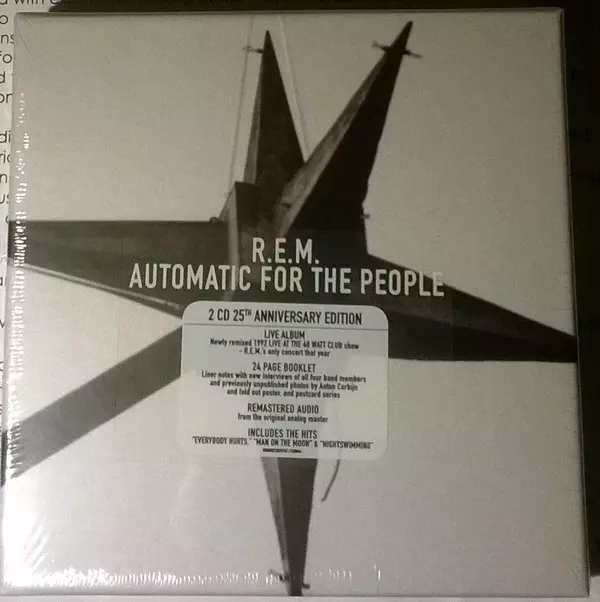 R.E.M.
AUTOMATIC FOR THE PEOPLE
2 CD 25TH ANNIVERSARY EDITION
LIVE ALBUM
Newly remixed 1992 LIVE AT THE 40 WATT CLUB show
- R.E.M.'s only concert that year
24 PAGE BOOKLET
Liner notes with new interviews of all four band members
and previously unpublished photos by Anton Corbijn
and fold out poster, and postcard series
REMASTERED AUDIO
from the original analog master
INCLUDES THE HITS
"EVERYBODY HURTS," "MAN ON THE MOON" & "NIGHTSWIMMING"